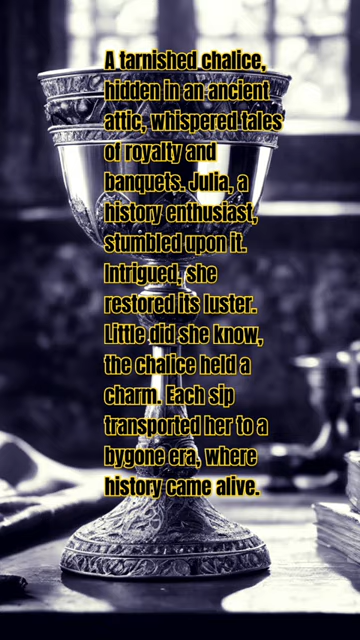 A tarnished chalice,
hidden in an ancient
attic, whispered tales
of royalty and
banquets. Julia, a
history enthusiast,
stumbled upon it.
Intrigued, she
restored its luster.
Little did she know,
the chalice held a
charm. Each sip
transported her to a
bygone era, where
history came alive.